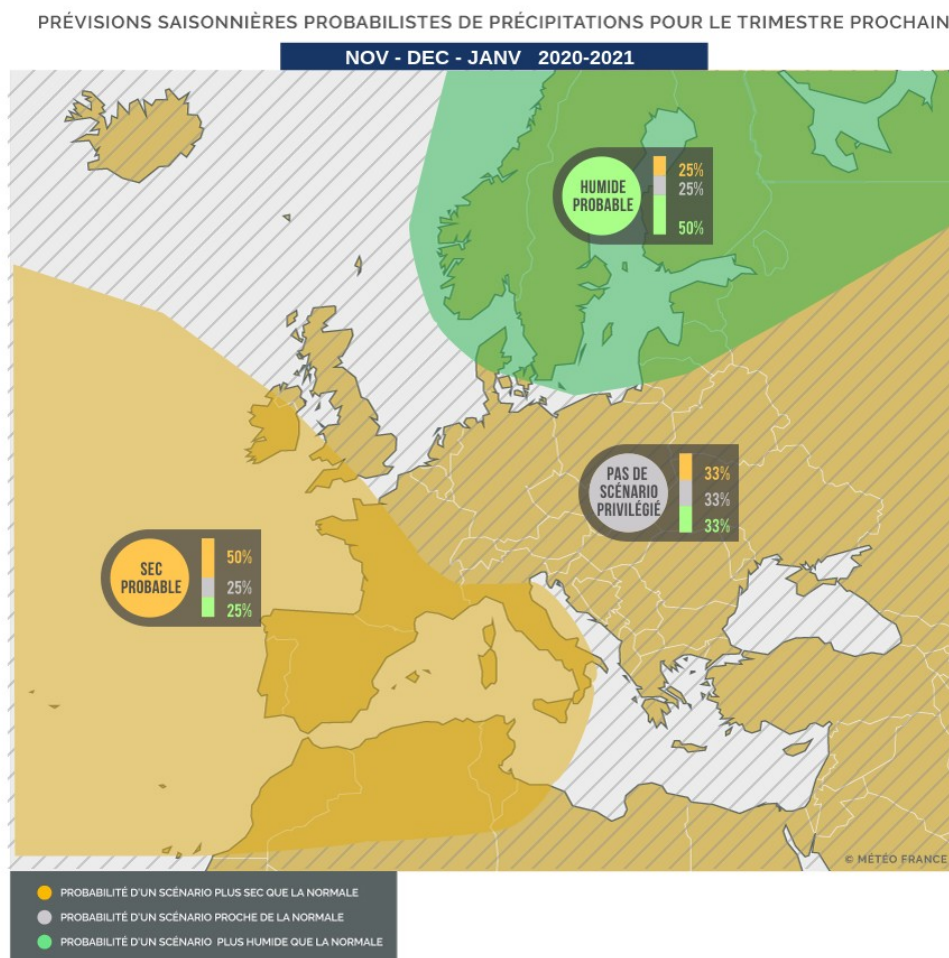 PRÉVISIONS SAISONNIÈRES PROBABILISTES DE PRÉCIPITATIONS POUR LE TRIMESTRE PROCHAIN
NOV - DEC - JANV 2020-2021
HUMIDE
PROBABLE
25%
25%
50%
PAS DE
SCÉNARIO
PRIVILÉGIÉ
33%
33%
33%
SEC
PROBABLE
50%
25%
25%
© MÉTÉO FRANCE
PROBABILITÉ D'UN SCÉNARIO PLUS SEC QUE LA NORMALE
PROBABILITÉ D'UN SCÉNARIO PROCHE DE LA NORMALE
PROBABILITÉ D'UN SCÉNARIO PLUS HUMIDE QUE LA NORMALE